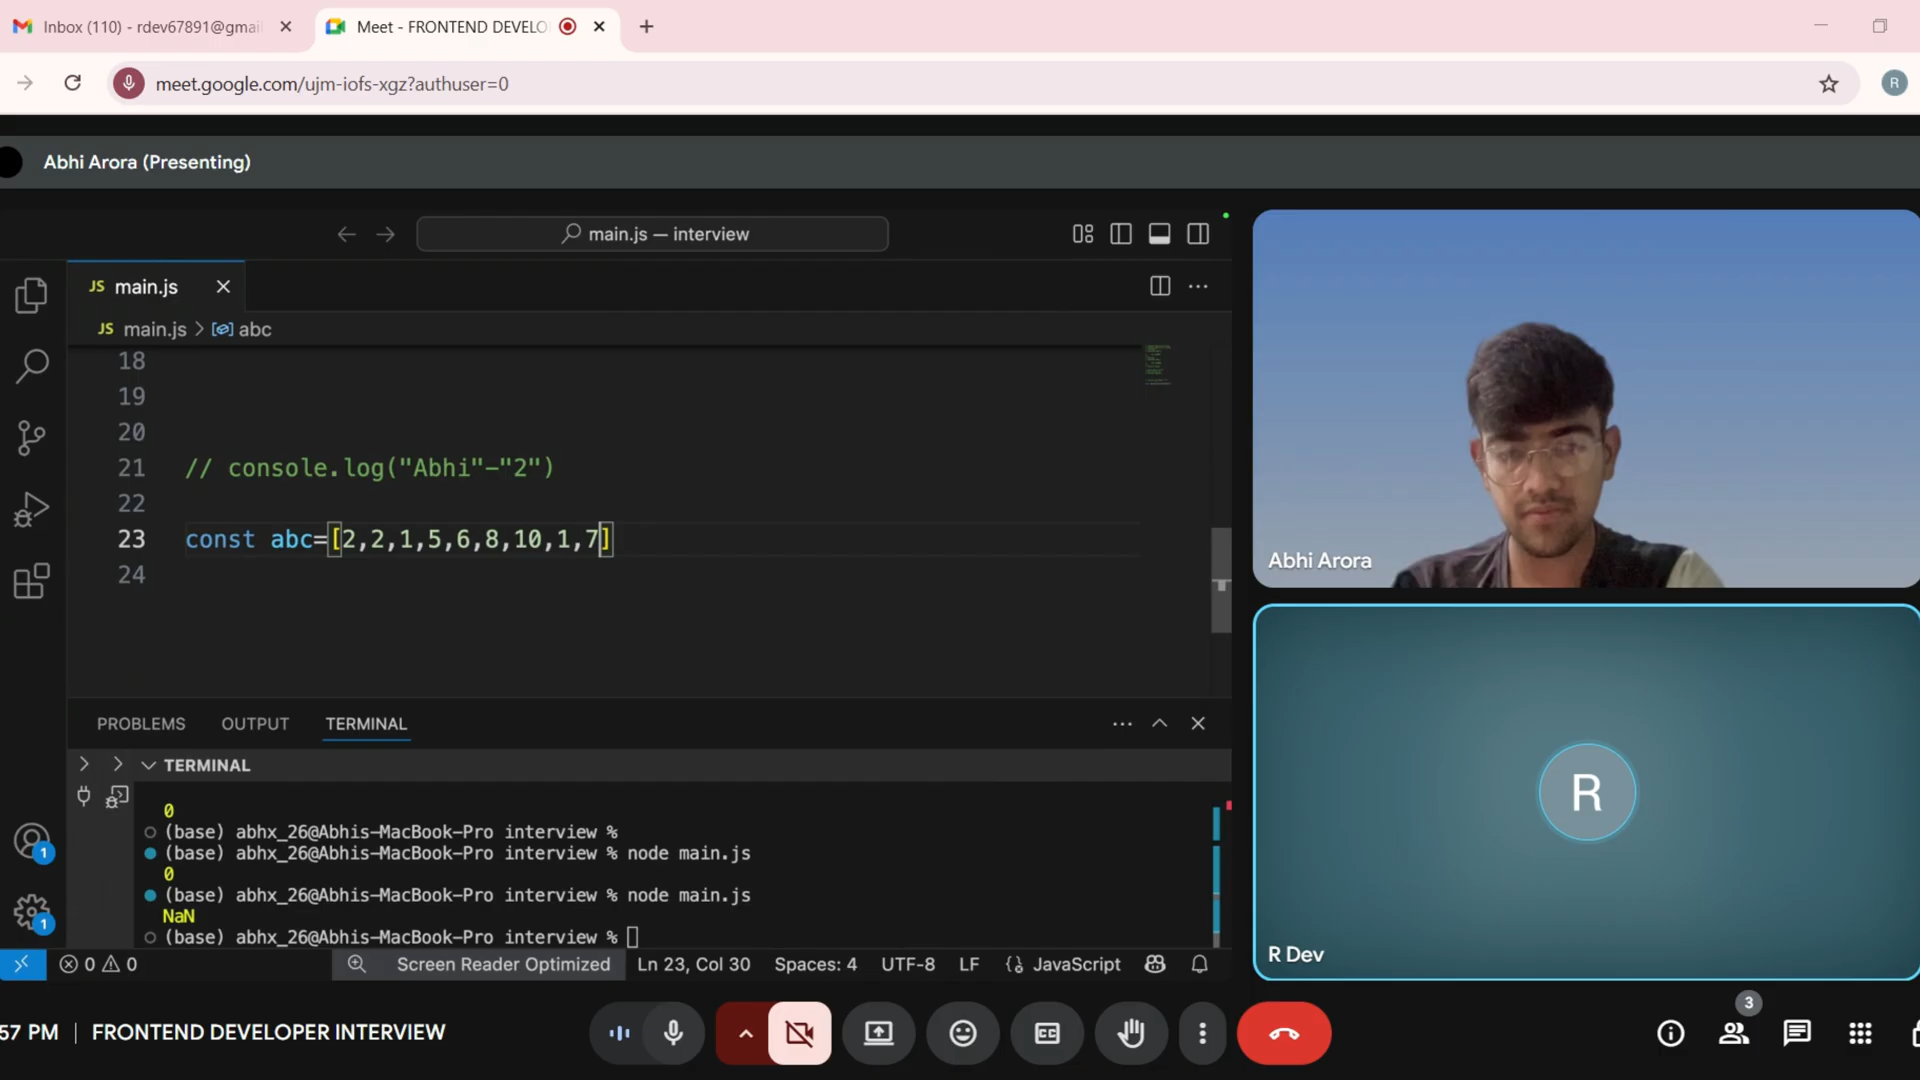 Inbox (110) - rdev67891@gmai
Meet - FRONTEND DEVELO
meet.google.com/ujm-iofs-xgz?authuser=0
R
Abhi Arora (Presenting)
main.js — interview
JS main.js
JS main.js > abc
18
19
20
21 // console.log("Abhi"-"2")
22
23 const abc=[2,2,1,5,6,8,10,1,7]
24
PROBLEMS OUTPUT TERMINAL
TERMINAL
0
(base) abhx_26@Abhis-MacBook-Pro interview %
(base) abhx_26@Abhis-MacBook-Pro interview % node main.js
0
(base) abhx_26@Abhis-MacBook-Pro interview % node main.js
NaN
(base) abhx_26@Abhis-MacBook-Pro interview %
1
1
0 0 Screen Reader Optimized Ln 23, Col 30 Spaces: 4 UTF-8 LF JavaScript
Abhi Arora
R
R Dev
57 PM | FRONTEND DEVELOPER INTERVIEW
CC
3